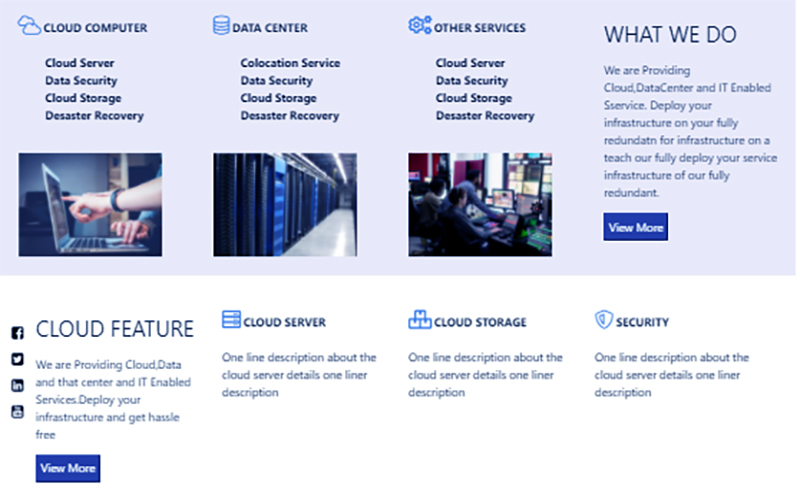 CLOUD COMPUTER
Cloud Server
Data Security
Cloud Storage
Desaster Recovery
DATA CENTER
Colocation Service
Data Security
Cloud Storage
Desaster Recovery
OTHER SERVICES
Cloud Server
Data Security
Cloud Storage
Desaster Recovery
WHAT WE DO
We are Providing
Cloud,DataCenter and IT Enabled
Sservice. Deploy your
infrastructure on your fully
redundatn for infrastructure on a
teach our fully deploy your service
infrastructure of our fully
redundant.
View More
CLOUD FEATURE
We are Providing Cloud,Data
and that center and IT Enabled
Services.Deploy your
infrastructure and get hassle
free
View More
CLOUD SERVER
One line description about the
cloud server details one liner
description
CLOUD STORAGE
One line description about the
cloud server details one liner
description
SECURITY
One line description about the
cloud server details one liner
description